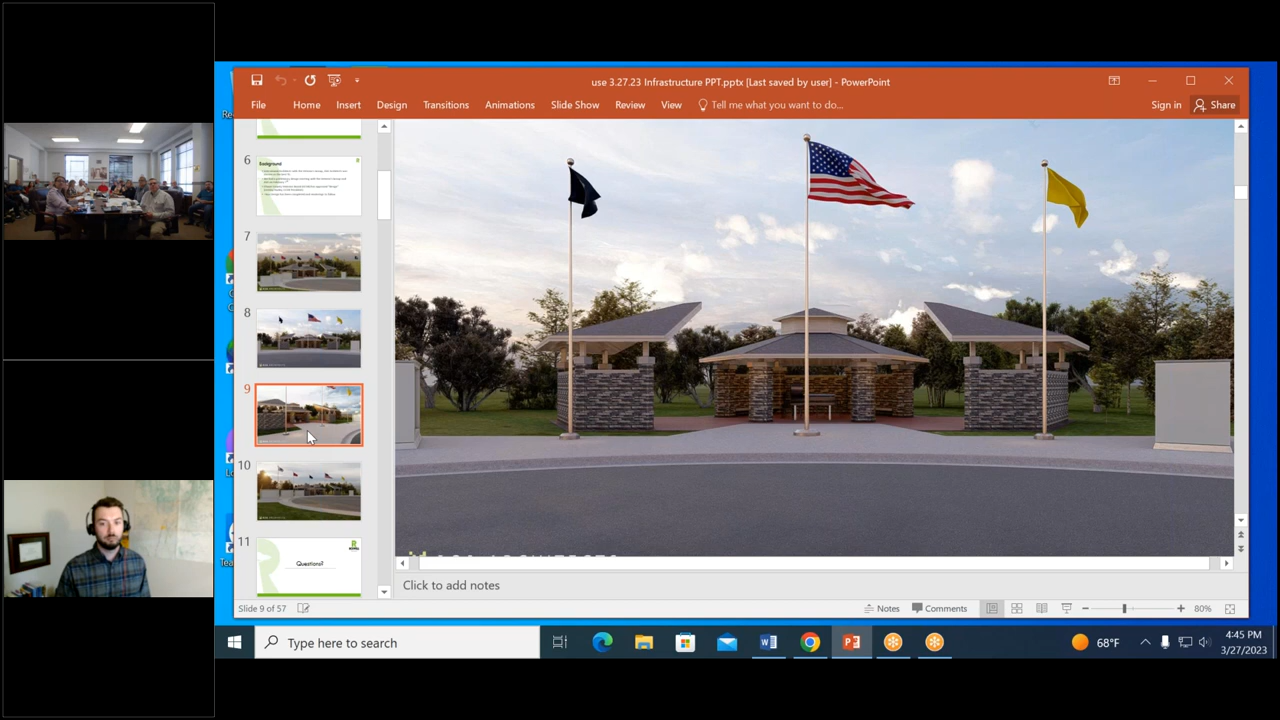 use 3.27.23 Infrastructure PPT.pptx [Last saved by user] - PowerPoint
File Home Insert Design Transitions Animations Slide Show Review View Tell me what you want to do... Sign in Share
6
Background
7
8
9
10
11
Questions?
Click to add notes
Slide 9 of 57 Notes Comments 80%
Type here to search
68°F
4:45 PM
3/27/2023